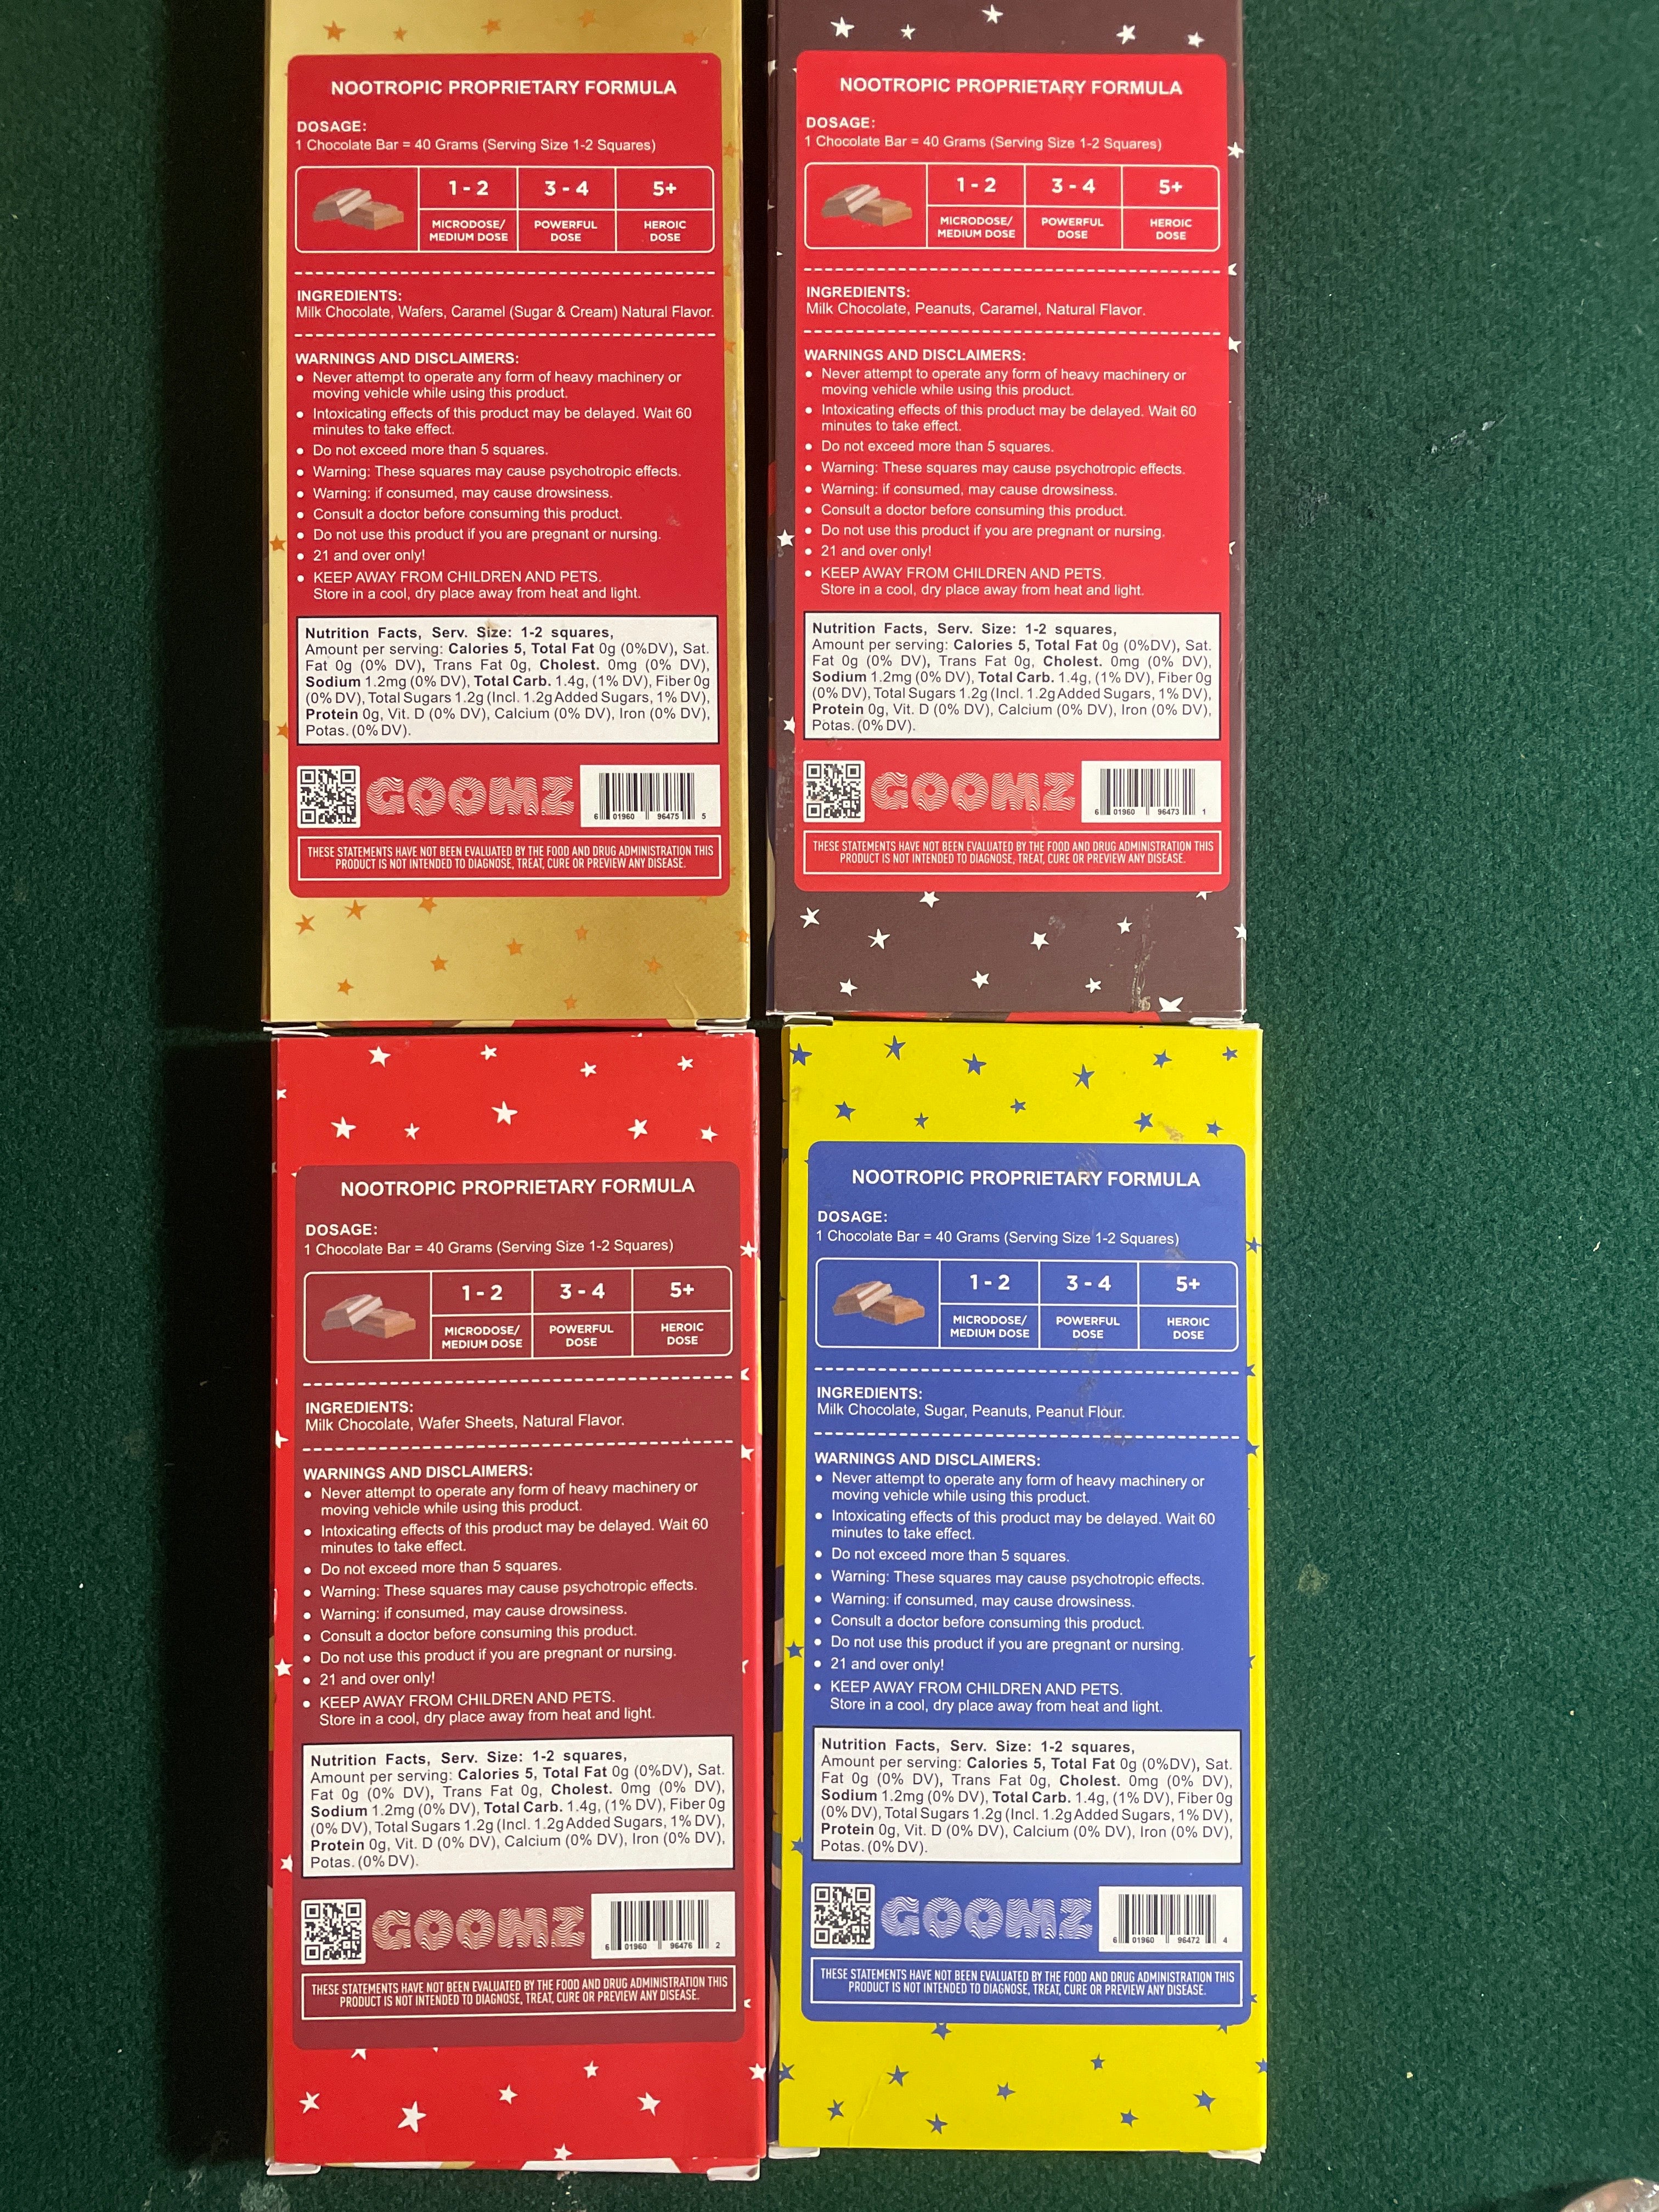 NOOTROPIC PROPRIETARY FORMULA
DOSAGE:
1 Chocolate Bar = 40 Grams (Serving Size 1-2 Squares)
1 - 2
3 - 4
5+
MICRODOSE/
MEDIUM DOSE
POWERFUL
DOSE
HEROIC
DOSE
INGREDIENTS:
Milk Chocolate, Wafers, Caramel (Sugar & Cream) Natural Flavor.
WARNINGS AND DISCLAIMERS:
• Never attempt to operate any form of heavy machinery or
moving vehicle while using this product.
• Intoxicating effects of this product may be delayed. Wait 60
minutes to take effect.
• Do not exceed more than 5 squares.
• Warning: These squares may cause psychotropic effects.
• Warning: if consumed, may cause drowsiness.
• Consult a doctor before consuming this product.
• Do not use this product if you are pregnant or nursing.
• 21 and over only!
• KEEP AWAY FROM CHILDREN AND PETS.
Store in a cool, dry place away from heat and light.
Nutrition Facts, Serv. Size: 1-2 squares,
Amount per serving: Calories 5, Total Fat 0g (0%DV), Sat.
Fat 0g (0% DV), Trans Fat 0g, Cholest. 0mg (0% DV),
Sodium 1.2mg (0% DV), Total Carb. 1.4g, (1% DV), Fiber 0g
(0% DV), Total Sugars 1.2g (Incl. 1.2g Added Sugars, 1% DV),
Protein 0g, Vit. D (0% DV), Calcium (0% DV), Iron (0% DV),
Potas. (0% DV).
GOOMZ
6 01960 96475 5
THESE STATEMENTS HAVE NOT BEEN EVALUATED BY THE FOOD AND DRUG ADMINISTRATION THIS
PRODUCT IS NOT INTENDED TO DIAGNOSE, TREAT, CURE OR PREVIEW ANY DISEASE.
NOOTROPIC PROPRIETARY FORMULA
DOSAGE:
1 Chocolate Bar = 40 Grams (Serving Size 1-2 Squares)
1 - 2
3 - 4
5+
MICRODOSE/
MEDIUM DOSE
POWERFUL
DOSE
HEROIC
DOSE
INGREDIENTS:
Milk Chocolate, Peanuts, Caramel, Natural Flavor.
WARNINGS AND DISCLAIMERS:
• Never attempt to operate any form of heavy machinery or
moving vehicle while using this product.
• Intoxicating effects of this product may be delayed. Wait 60
minutes to take effect.
• Do not exceed more than 5 squares.
• Warning: These squares may cause psychotropic effects.
• Warning: if consumed, may cause drowsiness.
• Consult a doctor before consuming this product.
• Do not use this product if you are pregnant or nursing.
• 21 and over only!
• KEEP AWAY FROM CHILDREN AND PETS.
Store in a cool, dry place away from heat and light.
Nutrition Facts, Serv. Size: 1-2 squares,
Amount per serving: Calories 5, Total Fat 0g (0%DV), Sat.
Fat 0g (0% DV), Trans Fat 0g, Cholest. 0mg (0% DV),
Sodium 1.2mg (0% DV), Total Carb. 1.4g, (1% DV), Fiber 0g
(0% DV), Total Sugars 1.2g (Incl. 1.2g Added Sugars, 1% DV),
Protein 0g, Vit. D (0% DV), Calcium (0% DV), Iron (0% DV),
Potas. (0% DV).
GOOMZ
6 01960 96473 1
THESE STATEMENTS HAVE NOT BEEN EVALUATED BY THE FOOD AND DRUG ADMINISTRATION THIS
PRODUCT IS NOT INTENDED TO DIAGNOSE, TREAT, CURE OR PREVIEW ANY DISEASE.
NOOTROPIC PROPRIETARY FORMULA
DOSAGE:
1 Chocolate Bar = 40 Grams (Serving Size 1-2 Squares)
1 - 2
3 - 4
5+
MICRODOSE/
MEDIUM DOSE
POWERFUL
DOSE
HEROIC
DOSE
INGREDIENTS:
Milk Chocolate, Wafer Sheets, Natural Flavor.
WARNINGS AND DISCLAIMERS:
• Never attempt to operate any form of heavy machinery or
moving vehicle while using this product.
• Intoxicating effects of this product may be delayed. Wait 60
minutes to take effect.
• Do not exceed more than 5 squares.
• Warning: These squares may cause psychotropic effects.
• Warning: if consumed, may cause drowsiness.
• Consult a doctor before consuming this product.
• Do not use this product if you are pregnant or nursing.
• 21 and over only!
• KEEP AWAY FROM CHILDREN AND PETS.
Store in a cool, dry place away from heat and light.
Nutrition Facts, Serv. Size: 1-2 squares,
Amount per serving: Calories 5, Total Fat 0g (0%DV), Sat.
Fat 0g (0% DV), Trans Fat 0g, Cholest. 0mg (0% DV),
Sodium 1.2mg (0% DV), Total Carb. 1.4g, (1% DV), Fiber 0g
(0% DV), Total Sugars 1.2g (Incl. 1.2g Added Sugars, 1% DV),
Protein 0g, Vit. D (0% DV), Calcium (0% DV), Iron (0% DV),
Potas. (0% DV).
GOOMZ
6 01960 96476 2
THESE STATEMENTS HAVE NOT BEEN EVALUATED BY THE FOOD AND DRUG ADMINISTRATION THIS
PRODUCT IS NOT INTENDED TO DIAGNOSE, TREAT, CURE OR PREVIEW ANY DISEASE.
NOOTROPIC PROPRIETARY FORMULA
DOSAGE:
1 Chocolate Bar = 40 Grams (Serving Size 1-2 Squares)
1 - 2
3 - 4
5+
MICRODOSE/
MEDIUM DOSE
POWERFUL
DOSE
HEROIC
DOSE
INGREDIENTS:
Milk Chocolate, Sugar, Peanuts, Peanut Flour.
WARNINGS AND DISCLAIMERS:
• Never attempt to operate any form of heavy machinery or
moving vehicle while using this product.
• Intoxicating effects of this product may be delayed. Wait 60
minutes to take effect.
• Do not exceed more than 5 squares.
• Warning: These squares may cause psychotropic effects.
• Warning: if consumed, may cause drowsiness.
• Consult a doctor before consuming this product.
• Do not use this product if you are pregnant or nursing.
• 21 and over only!
• KEEP AWAY FROM CHILDREN AND PETS.
Store in a cool, dry place away from heat and light.
Nutrition Facts, Serv. Size: 1-2 squares,
Amount per serving: Calories 5, Total Fat 0g (0%DV), Sat.
Fat 0g (0% DV), Trans Fat 0g, Cholest. 0mg (0% DV),
Sodium 1.2mg (0% DV), Total Carb. 1.4g, (1% DV), Fiber 0g
(0% DV), Total Sugars 1.2g (Incl. 1.2g Added Sugars, 1% DV),
Protein 0g, Vit. D (0% DV), Calcium (0% DV), Iron (0% DV),
Potas. (0% DV).
GOOMZ
6 01960 96472 4
THESE STATEMENTS HAVE NOT BEEN EVALUATED BY THE FOOD AND DRUG ADMINISTRATION THIS
PRODUCT IS NOT INTENDED TO DIAGNOSE, TREAT, CURE OR PREVIEW ANY DISEASE.